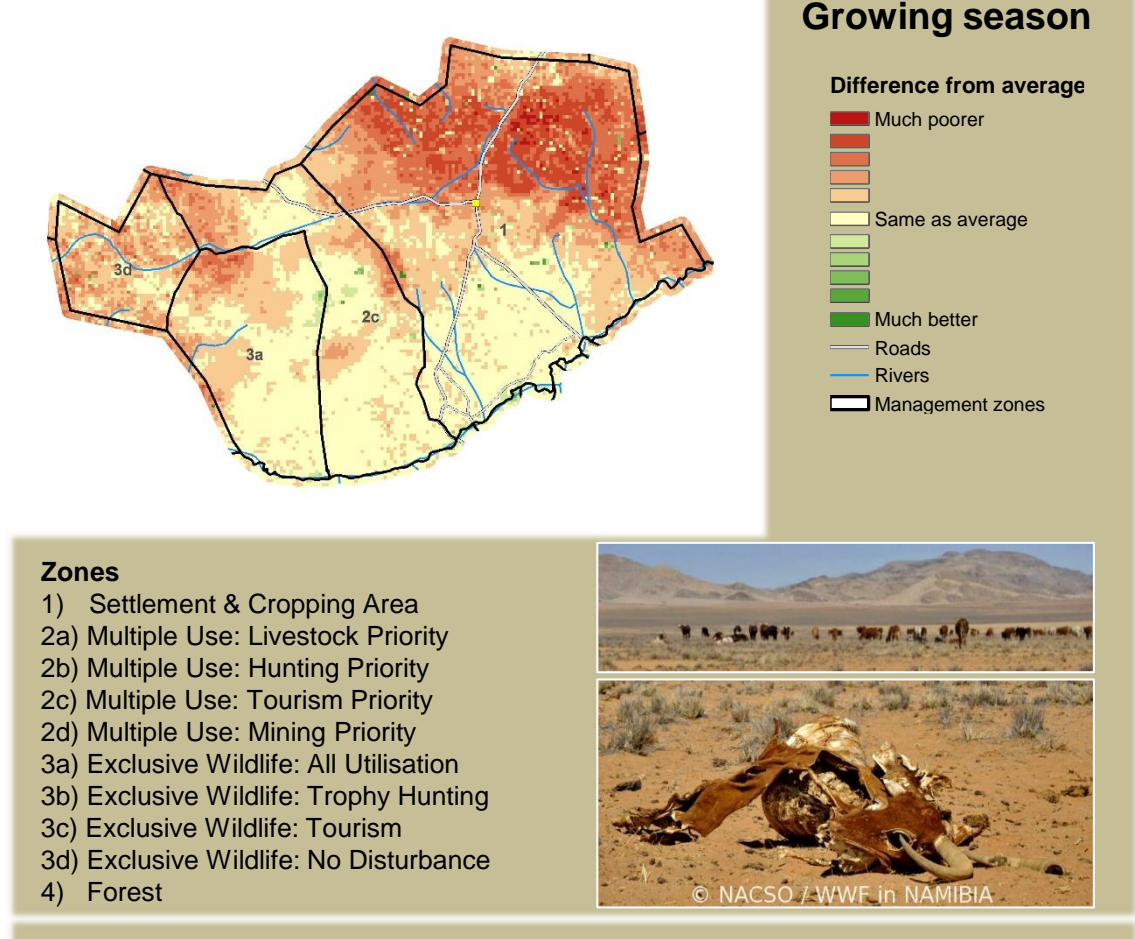 Growing season
Difference from average
Much poorer
Same as average
Much better
Roads
Rivers
Management zones
1
3d
2c
3a
Zones
1) Settlement & Cropping Area
2a) Multiple Use: Livestock Priority
2b) Multiple Use: Hunting Priority
2c) Multiple Use: Tourism Priority
2d) Multiple Use: Mining Priority
3a) Exclusive Wildlife: All Utilisation
3b) Exclusive Wildlife: Trophy Hunting
3c) Exclusive Wildlife: Tourism
3d) Exclusive Wildlife: No Disturbance
4) Forest
© NACSO / WWF in NAMIBIA